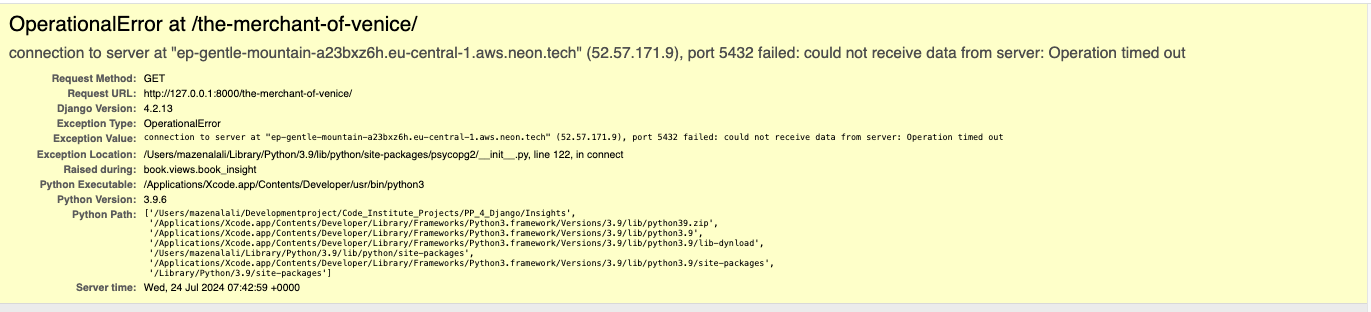 OperationalError at /the-merchant-of-venice/
connection to server at "ep-gentle-mountain-a23bxz6h.eu-central-1.aws.neon.tech" (52.57.171.9), port 5432 failed: could not receive data from server: Operation timed out
Request Method: GET
Request URL: http://127.0.0.1:8000/the-merchant-of-venice/
Django Version: 4.2.13
Exception Type: OperationalError
Exception Value: connection to server at "ep-gentle-mountain-a23bxz6h.eu-central-1.aws.neon.tech" (52.57.171.9), port 5432 failed: could not receive data from server: Operation timed out
Exception Location: /Users/mazenalali/Library/Python/3.9/lib/python/site-packages/psycopg2/__init__.py, line 122, in connect
Raised during: book.views.book_insight
Python Executable: /Applications/Xcode.app/Contents/Developer/usr/bin/python3
Python Version: 3.9.6
Python Path: ['/Users/mazenalali/Developmentproject/Code_Institute_Projects/PP_4_Django/Insights',
'/Applications/Xcode.app/Contents/Developer/Library/Frameworks/Python3.framework/Versions/3.9/lib/python39.zip',
'/Applications/Xcode.app/Contents/Developer/Library/Frameworks/Python3.framework/Versions/3.9/lib/python3.9',
'/Applications/Xcode.app/Contents/Developer/Library/Frameworks/Python3.framework/Versions/3.9/lib/python3.9/lib-dynload',
'/Users/mazenalali/Library/Python/3.9/lib/python/site-packages',
'/Applications/Xcode.app/Contents/Developer/Library/Frameworks/Python3.framework/Versions/3.9/lib/python3.9/site-packages',
'/Library/Python/3.9/site-packages']
Server time: Wed, 24 Jul 2024 07:42:59 +0000